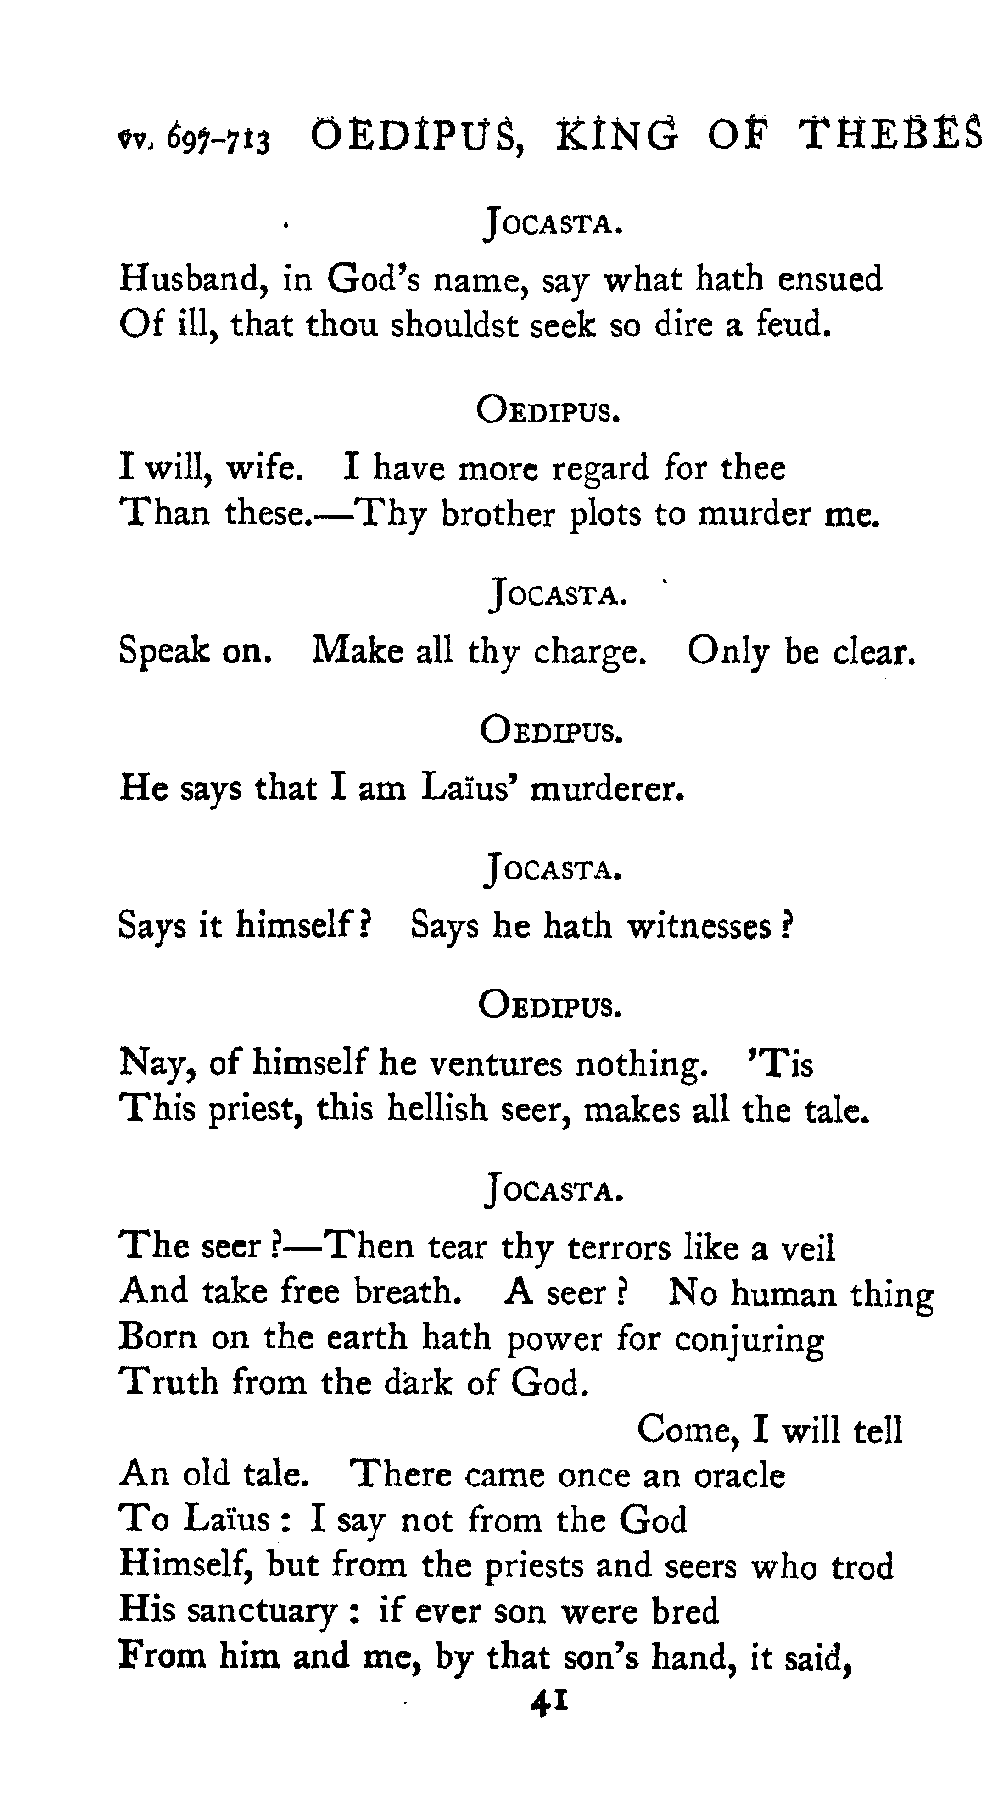 vv. 697-713 OEDIPUS, KING OF THEBES
JOCASTA.
Husband, in God's name, say what hath ensued
Of ill, that thou shouldst seek so dire a feud.
OEDIPUS.
I will, wife. I have more regard for thee
Than these.—Thy brother plots to murder me.
JOCASTA.
Speak on. Make all thy charge. Only be clear.
OEDIPUS.
He says that I am Laïus' murderer.
JOCASTA.
Says it himself? Says he hath witnesses?
OEDIPUS.
Nay, of himself he ventures nothing. 'Tis
This priest, this hellish seer, makes all the tale.
JOCASTA.
The seer?—Then tear thy terrors like a veil
And take free breath. A seer? No human thing
Born on the earth hath power for conjuring
Truth from the dark of God.
Come, I will tell
An old tale. There came once an oracle
To Laïus: I say not from the God
Himself, but from the priests and seers who trod
His sanctuary: if ever son were bred
From him and me, by that son's hand, it said,
41